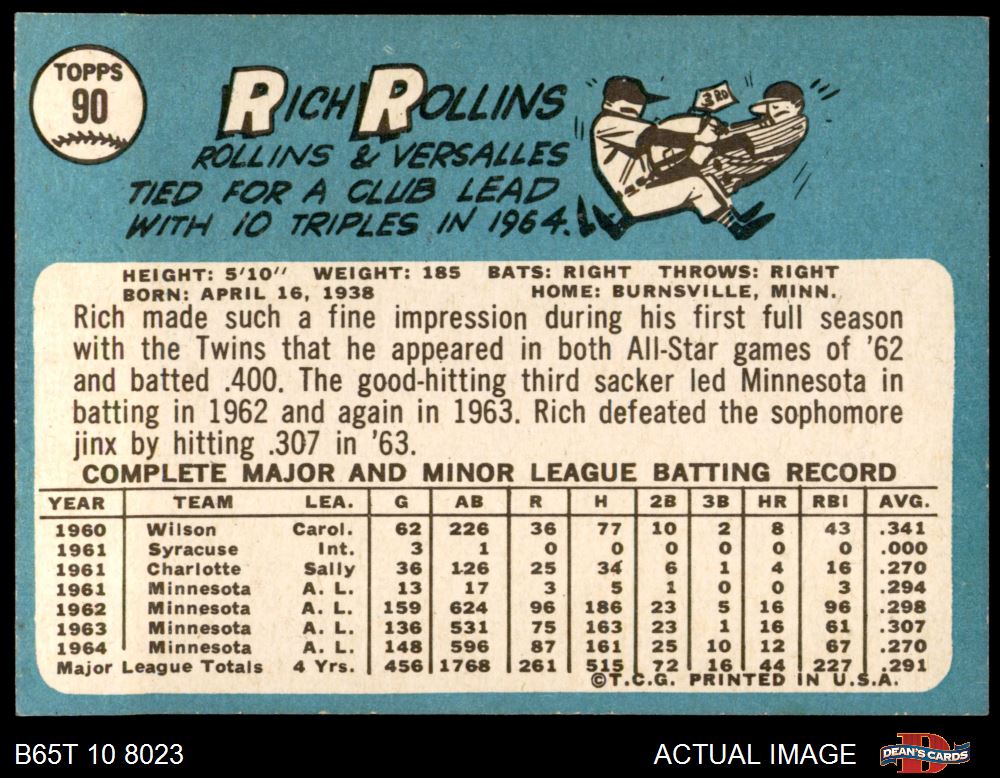 TOPPS
90
RICH ROLLINS
3RD
ROLLINS & VERSALLES
TIED FOR A CLUB LEAD
WITH 10 TRIPLES IN 1964.
HEIGHT: 5'10" WEIGHT: 185 BATS: RIGHT THROWS: RIGHT
BORN: APRIL 16, 1938 HOME: BURNSVILLE, MINN.
Rich made such a fine impression during his first full season
with the Twins that he appeared in both All-Star games of '62
and batted .400. The good-hitting third sacker led Minnesota in
batting in 1962 and again in 1963. Rich defeated the sophomore
jinx by hitting .307 in '63.
COMPLETE MAJOR AND MINOR LEAGUE BATTING RECORD
YEAR TEAM LEA. G AB R H 2B 3B HR RBI AVG.
1960 Wilson Carol. 62 226 36 77 10 2 8 43 .341
1961 Syracuse Int. 3 1 0 0 0 0 0 0 .000
1961 Charlotte Sally 36 126 25 34 6 1 4 16 .270
1961 Minnesota A. L. 13 17 3 5 1 0 0 3 .294
1962 Minnesota A. L. 159 624 96 186 23 5 16 96 .298
1963 Minnesota A. L. 136 531 75 163 23 1 16 61 .307
1964 Minnesota A. L. 148 596 87 161 25 10 12 67 .270
Major League Totals 4 Yrs. 456 1768 261 515 72 16 44 227 .291
©T.C.G. PRINTED IN U.S.A.
B65T 10 8023
ACTUAL IMAGE
DEAN'S CARDS